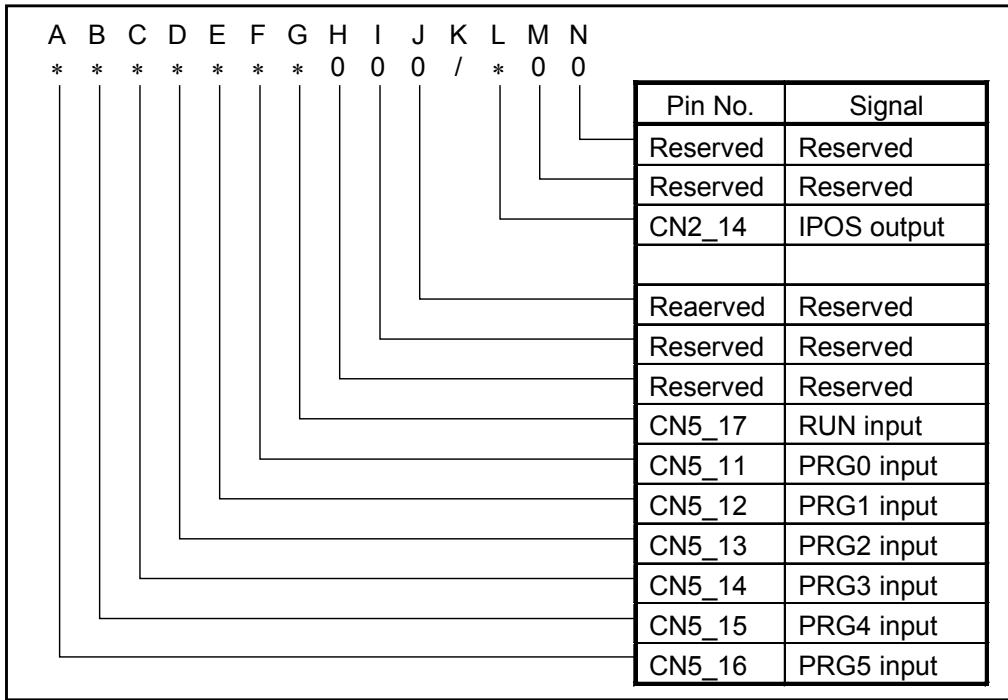 A B C D E F G H I J K L M N
* * * * * * * 0 0 0 / * 0 0
Pin No. Signal
Reserved Reserved
Reserved Reserved
CN2_14 IPOS output
Reaerved Reserved
Reserved Reserved
Reserved Reserved
CN5_17 RUN input
CN5_11 PRG0 input
CN5_12 PRG1 input
CN5_13 PRG2 input
CN5_14 PRG3 input
CN5_15 PRG4 input
CN5_16 PRG5 input